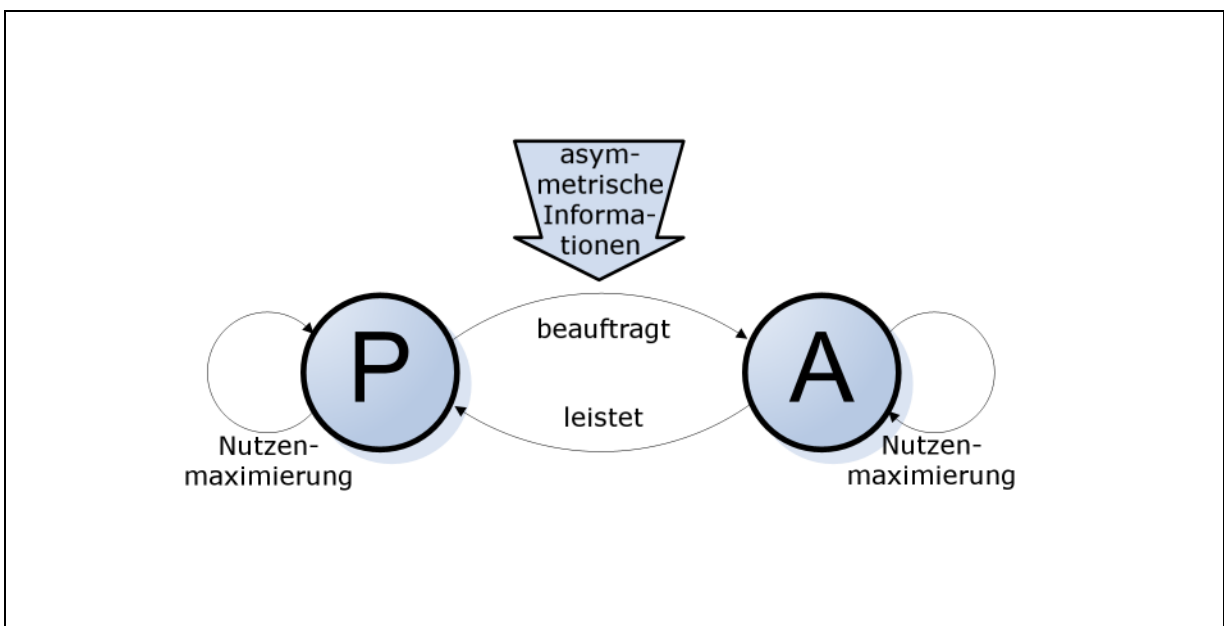 asym-
metrische
Informa-
tionen
beauftragt
P
A
leistet
Nutzen-
maximierung
Nutzen-
maximierung